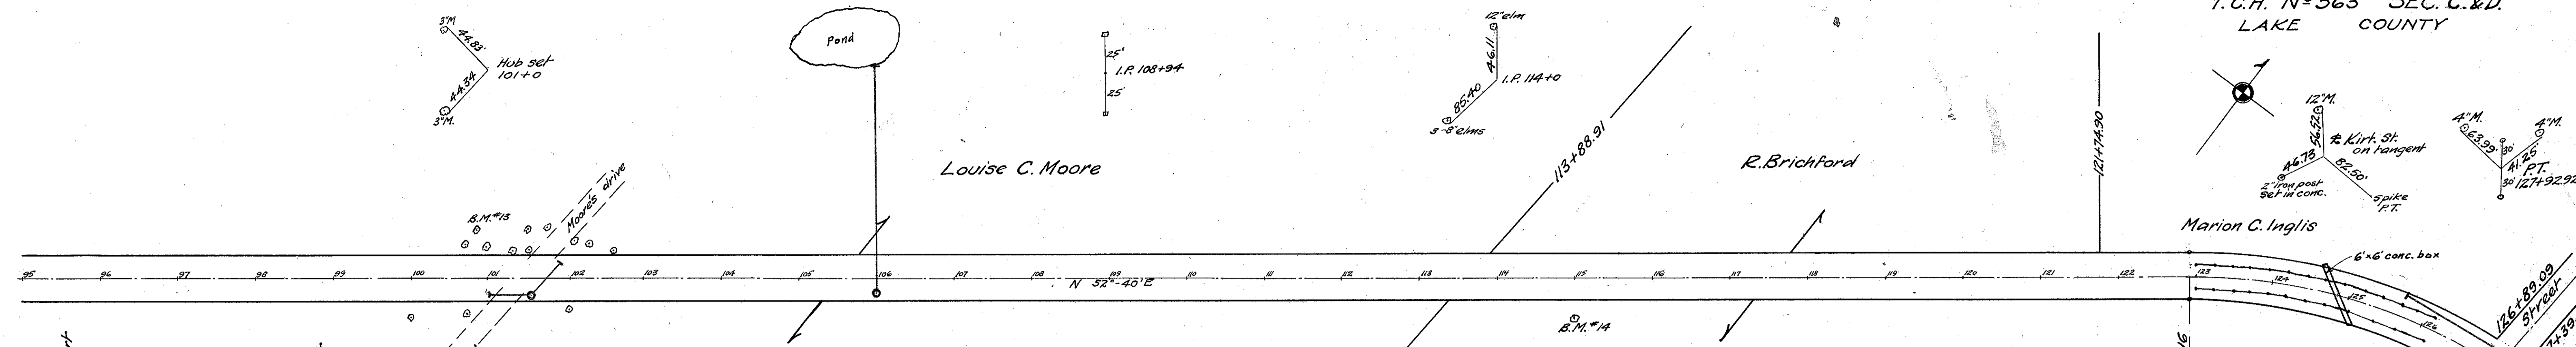 I.C.H. Nº 363 SEC. C.&D.
LAKE COUNTY
3"M
44.83'
Hub set
101+0
44.34
3"M.
Pond
25'
I.P. 108+94
25'
12"elm
46.11
I.P. 114+0
85.40
3-8"elms
113+88.91
121+74.90
12"M.
56.52
℄ Kirt. St.
on tangent
46.73
82.50'
2" iron post
set in conc.
Spike
P.T.
4"M.
63.99'
30'
4"M.
41.25'
P.T.
30'
127+92.92
Louise C. Moore
R. Brichford
Marion C. Inglis
B.M.#13
Moore's drive
6'x6' conc. box
95 96 97 98 99 100 101 102 103 104 105 106 107 108 109 110 111 112 113 114 115 116 117 118 119 120 121 122 123 124 125 126
N 52°-40'E
B.M.#14
126+89.09
Street